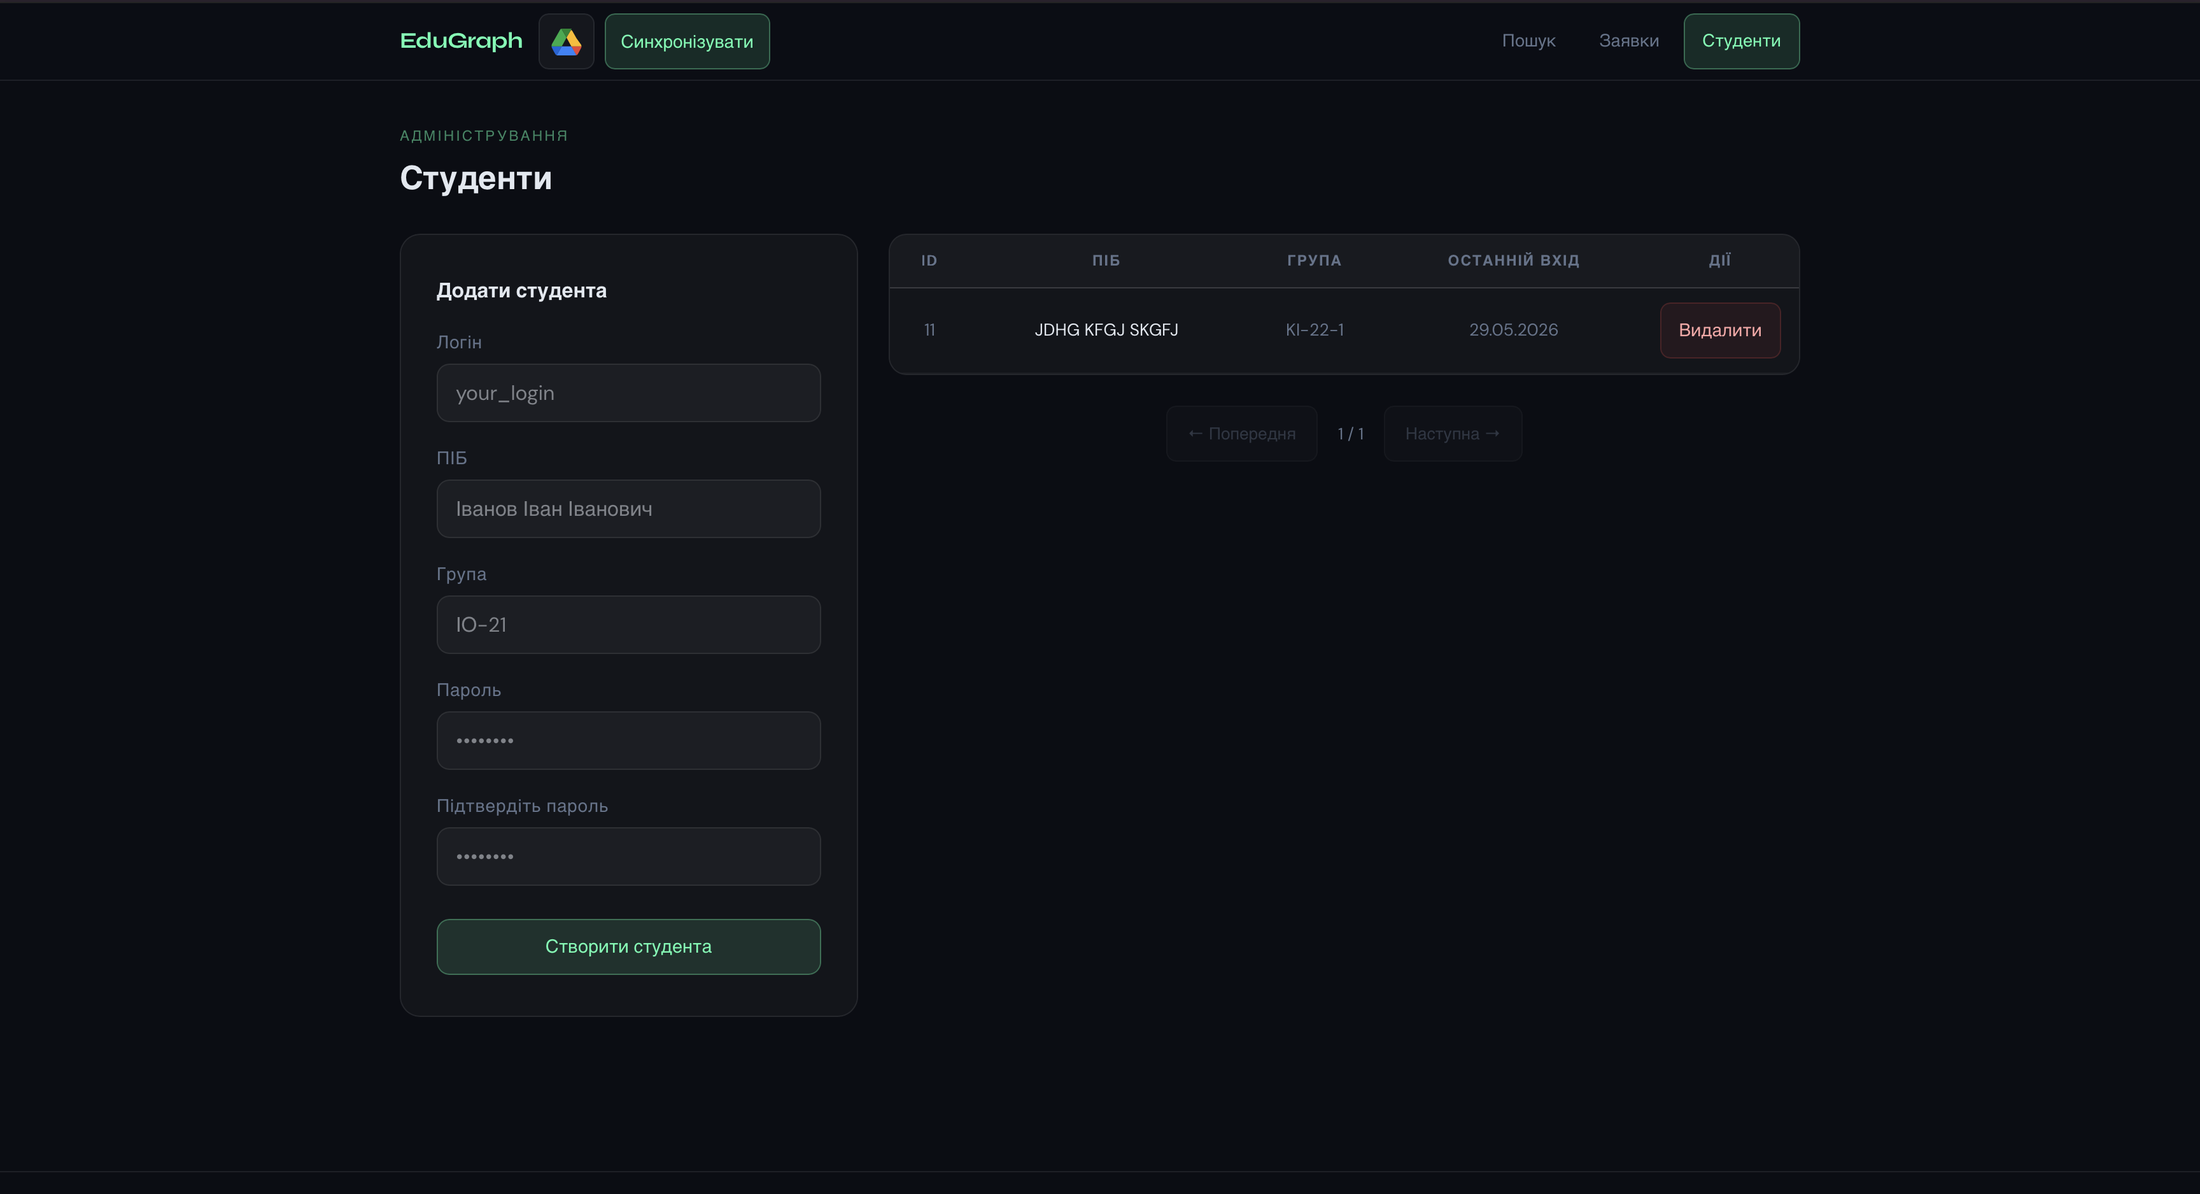 EduGraph Синхронізувати Пошук Заявки Студенти
АДМІНІСТРУВАННЯ
Студенти
Додати студента
Логін
your_login
ПІБ
Іванов Іван Іванович
Група
ІО-21
Пароль
••••••••
Підтвердіть пароль
••••••••
Створити студента
ID ПІБ ГРУПА ОСТАННІЙ ВХІД ДІЇ
11 JDHG KFGJ SKGFJ КІ-22-1 29.05.2026 Видалити
← Попередня 1 / 1 Наступна →